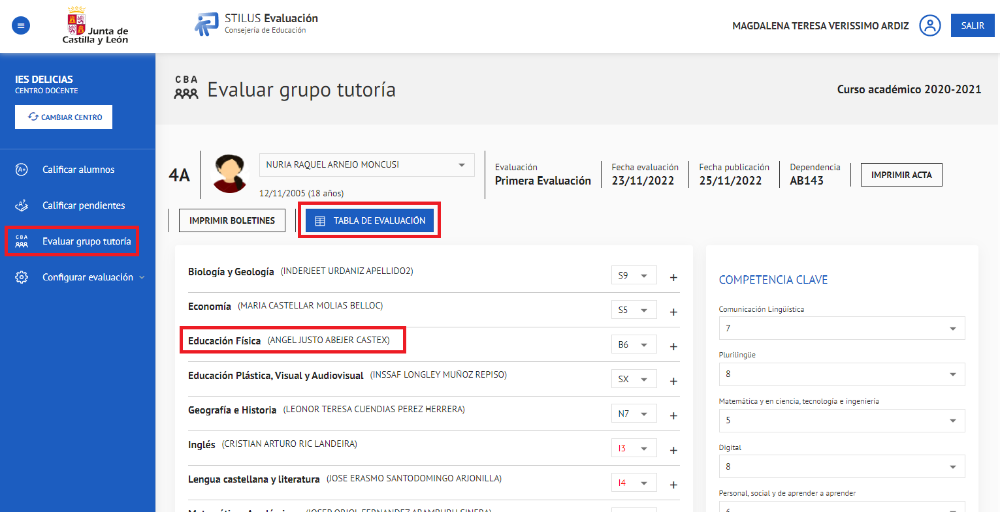 Junta de
Castilla y León
STILUS Evaluación
Consejería de Educación
MAGDALENA TERESA VERISSIMO ARDIZ
SALIR
IES DELICIAS
CENTRO DOCENTE
CAMBIAR CENTRO
Calificar alumnos
Calificar pendientes
CBA
Evaluar grupo tutoría
Configurar evaluación
CBA
Evaluar grupo tutoría
Curso académico 2020-2021
4A
NURIA RAQUEL ARNEJO MONCUSI
12/11/2005 (18 años)
Evaluación
Primera Evaluación
Fecha evaluación
23/11/2022
Fecha publicación
25/11/2022
Dependencia
AB143
IMPRIMIR ACTA
IMPRIMIR BOLETINES
TABLA DE EVALUACIÓN
Biología y Geología (INDERJEET URDANIZ APELLIDO2) S9 +
Economía (MARIA CASTELLAR MOLIAS BELLOC) S5 +
Educación Física (ANGEL JUSTO ABEJER CASTEX) B6 +
Educación Plástica, Visual y Audiovisual (INSSAF LONGLEY MUÑOZ REPISO) SX +
Geografía e Historia (LEONOR TERESA CUENDIAS PEREZ HERRERA) N7 +
Inglés (CRISTIAN ARTURO RIC LANDEIRA) I3 +
Lengua castellana y literatura (JOSE ERASMO SANTODOMINGO ARJONILLA) I4 +
COMPETENCIA CLAVE
Comunicación Lingüística
7
Plurilingüe
8
Matemática y en ciencia, tecnología e ingeniería
5
Digital
8
Personal, social y de aprender a aprender